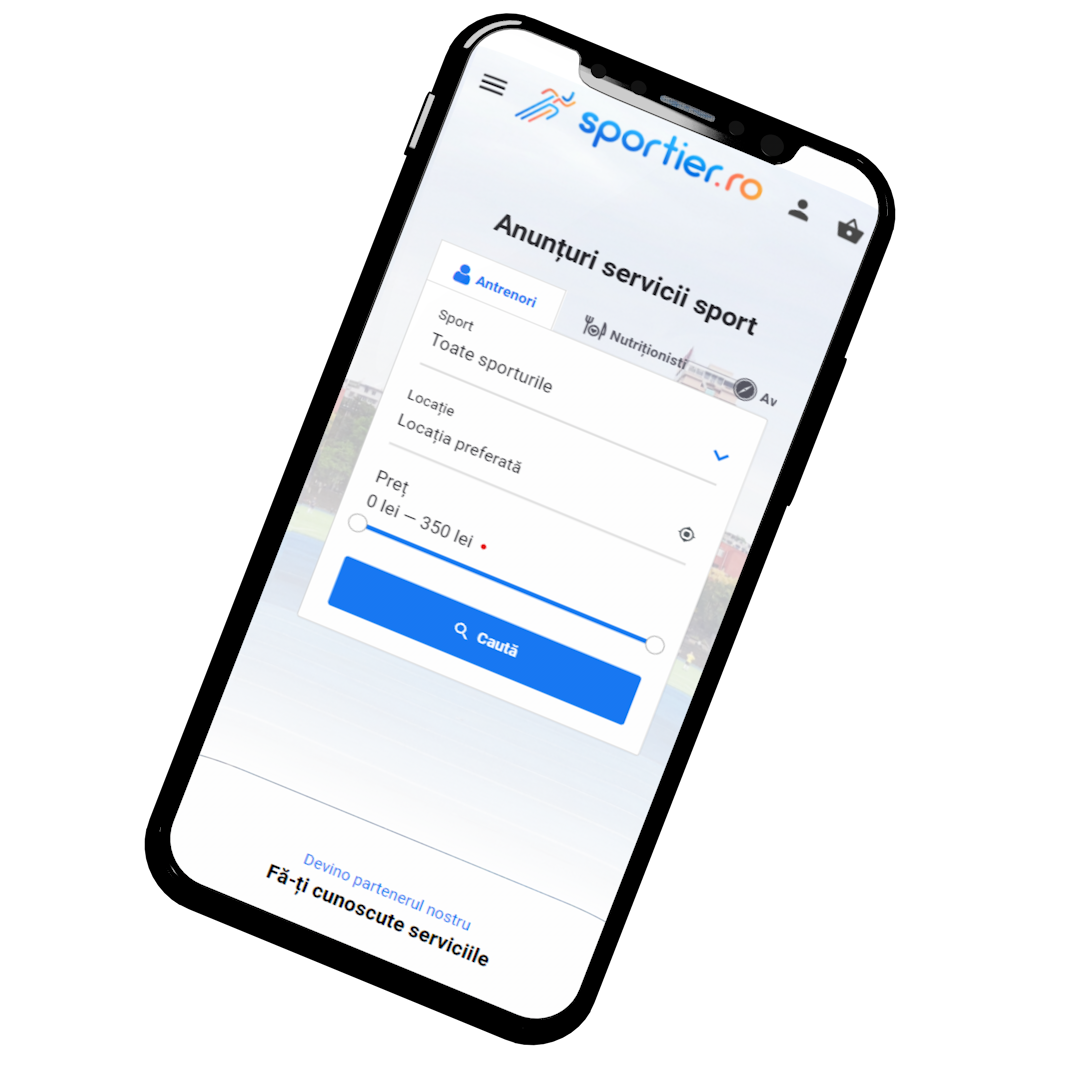 sportier.ro
Anunțuri servicii sport
Antrenori
Nutriționisti
Av
Sport
Toate sporturile
Locație
Locația preferată
Preț
0 lei — 350 lei
Caută
Devino partenerul nostru
Fă-ți cunoscute serviciile